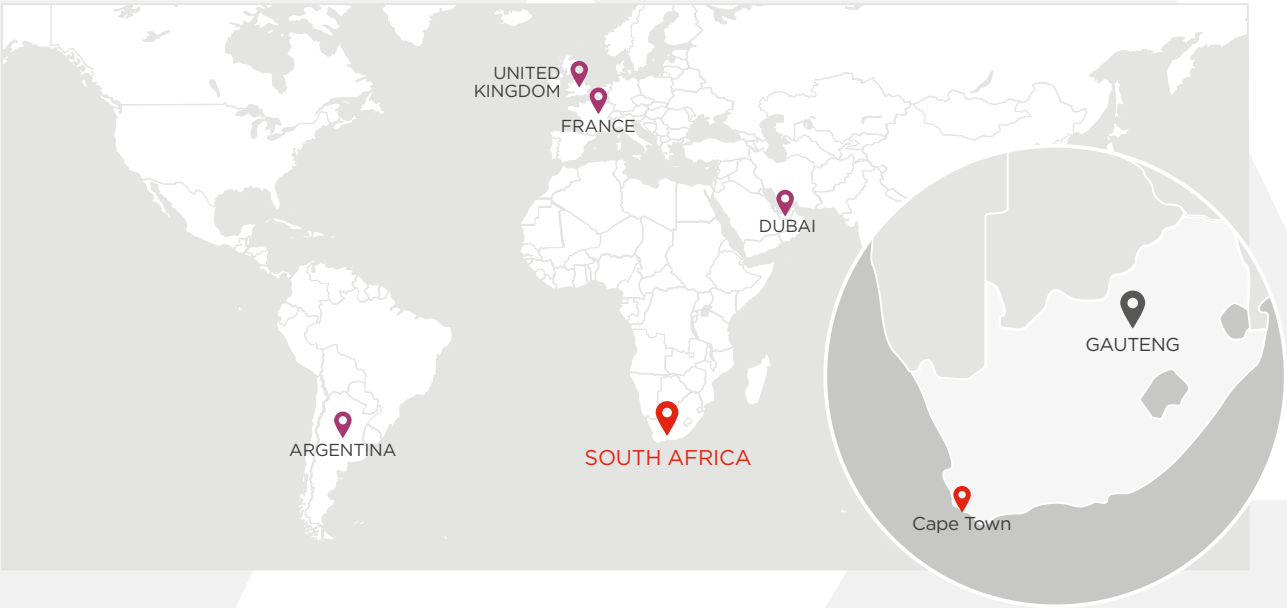 UNITED
KINGDOM
FRANCE
DUBAI
GAUTENG
ARGENTINA
SOUTH AFRICA
Cape Town